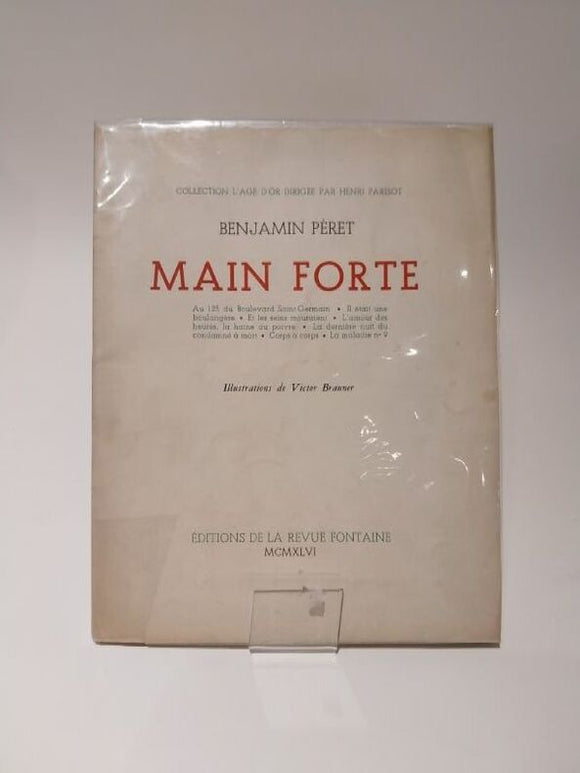 COLLECTION L'AGE D'OR DIRIGÉE PAR HENRI PARISOT
BENJAMIN PÈRET
MAIN FORTE
Au 125 du Boulevard Saint-Germain • Il était une
boulangère • Et les seins mouraient • L'amour des
heures, la haine au poivre • La dernière nuit du
condamné à mort • Corps à corps • La maladie nº 9
Illustrations de Victor Brauner
ÉDITIONS DE LA REVUE FONTAINE
MCMXLVI